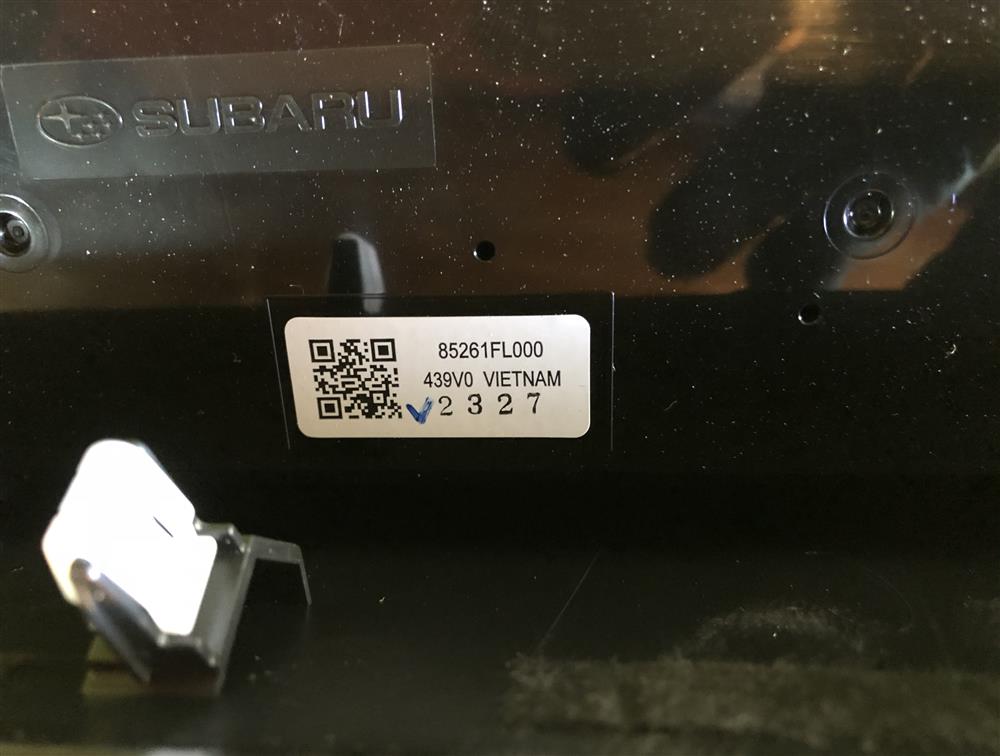 SUBARU
85261FL000
439V0 VIETNAM
2327